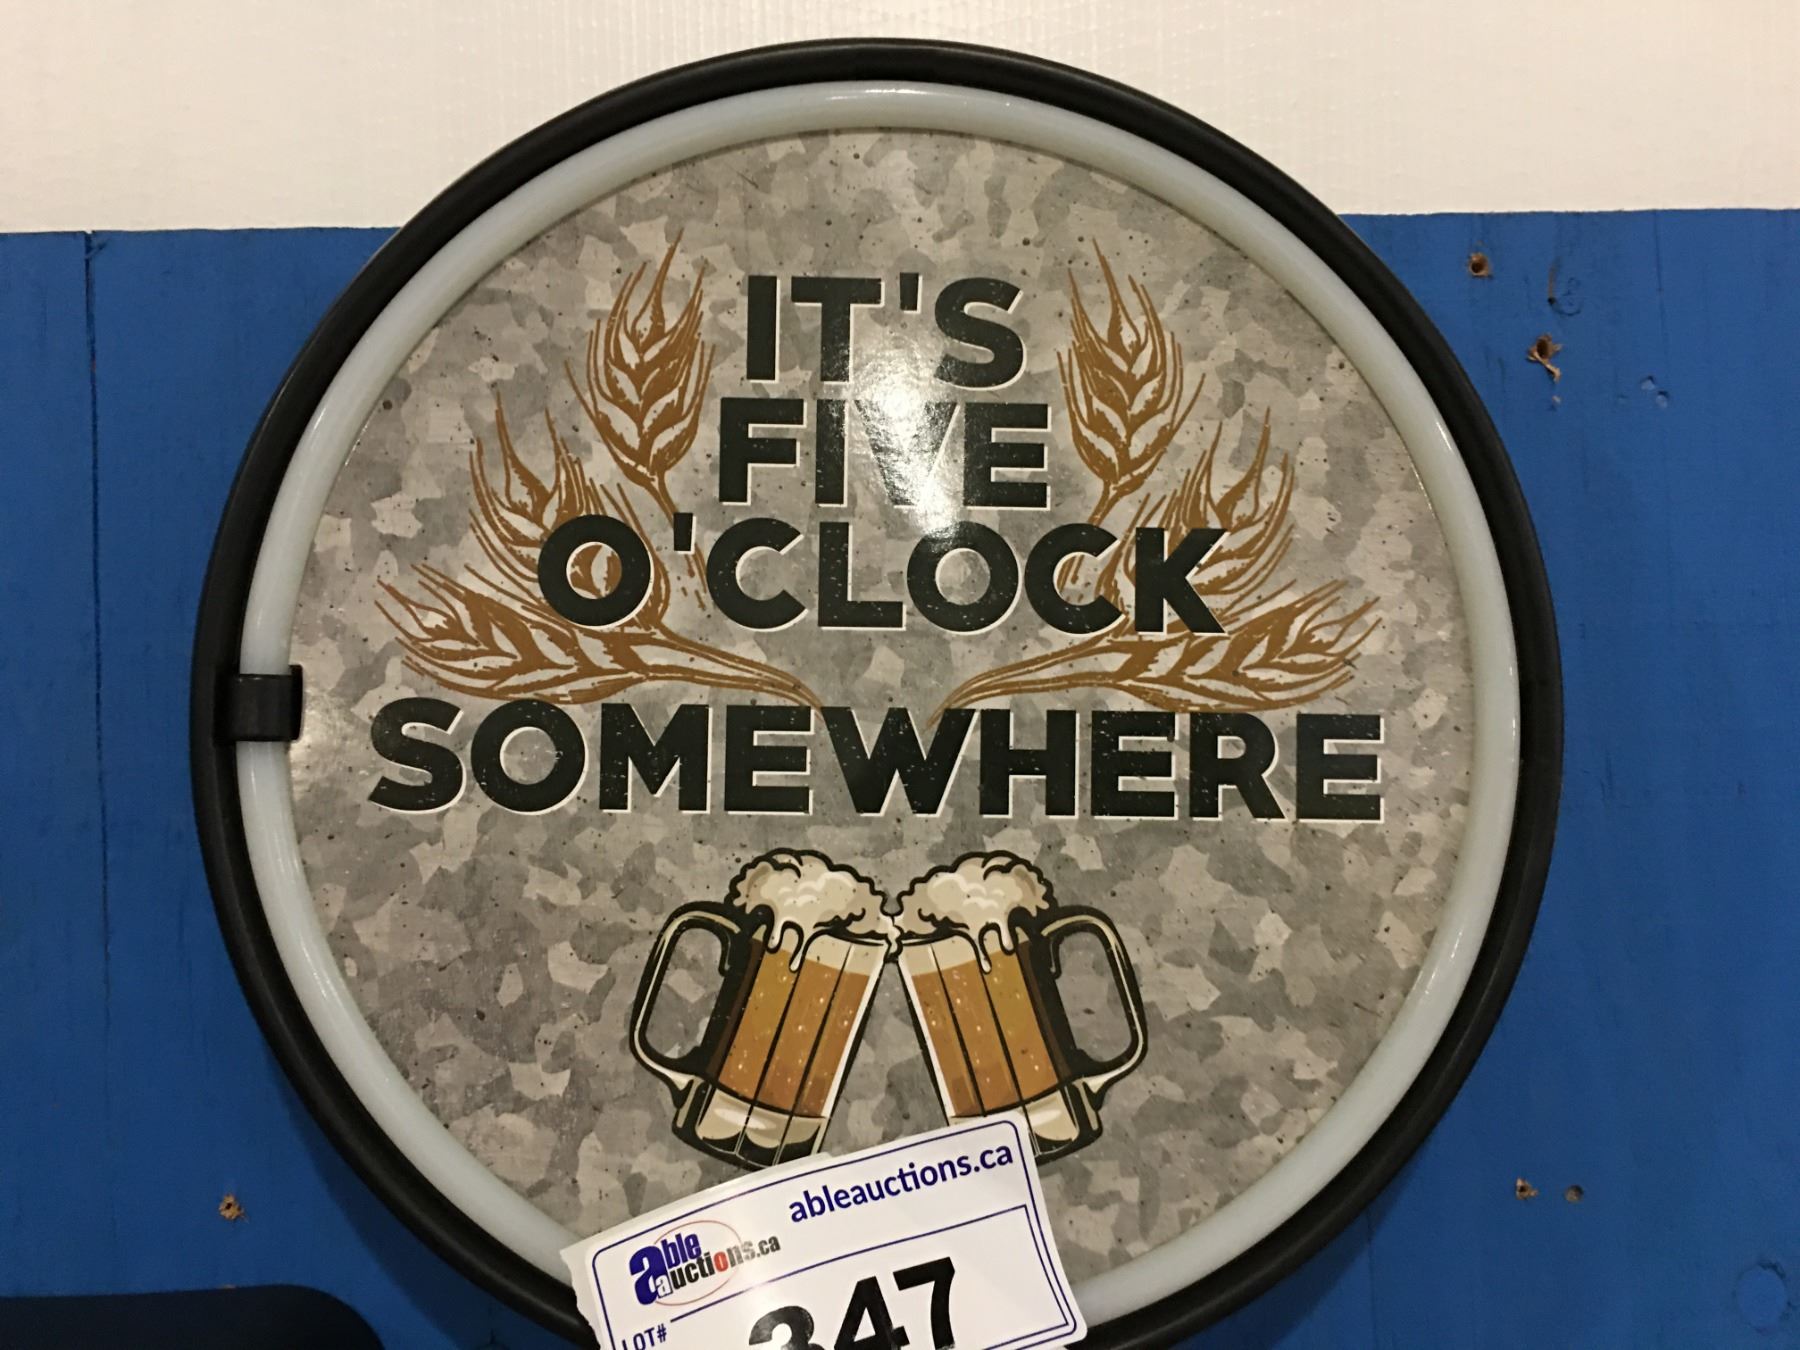 IT'S
FIVE
O'CLOCK
SOMEWHERE
ableauctions.ca
able auctions.ca
LOT#
347